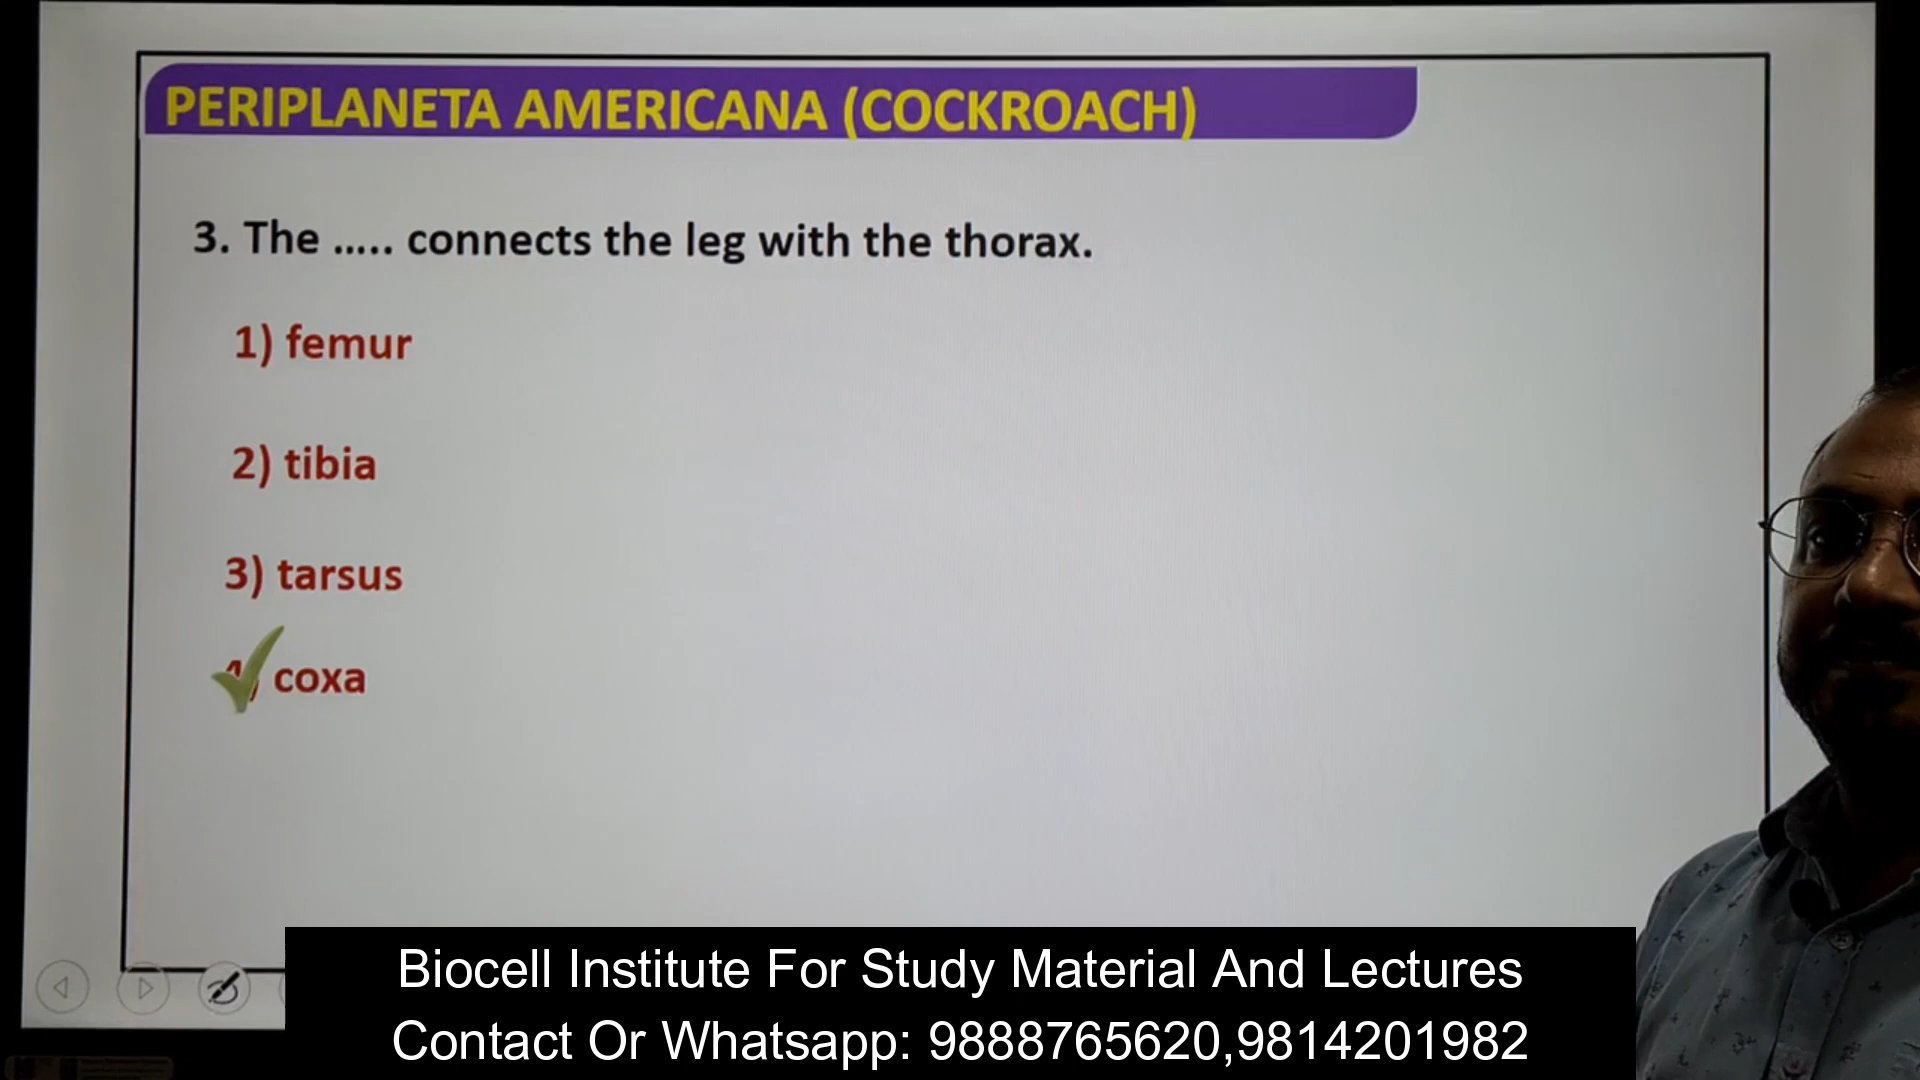 PERIPLANETA AMERICANA (COCKROACH)
3. The ..... connects the leg with the thorax.
1) femur
2) tibia
3) tarsus
4) coxa
Biocell Institute For Study Material And Lectures
Contact Or Whatsapp: 9888765620,9814201982